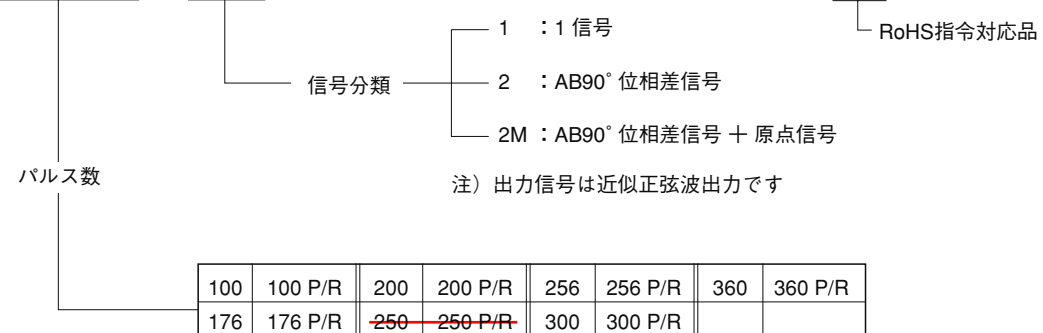 1 ：1 信号
RoHS指令対応品
信号分類
2 ：AB90°位相差信号
2M ：AB90°位相差信号 ＋ 原点信号
パルス数
注）出力信号は近似正弦波出力です
100 100 P/R 200 200 P/R 256 256 P/R 360 360 P/R
176 176 P/R 250 250 P/R 300 300 P/R